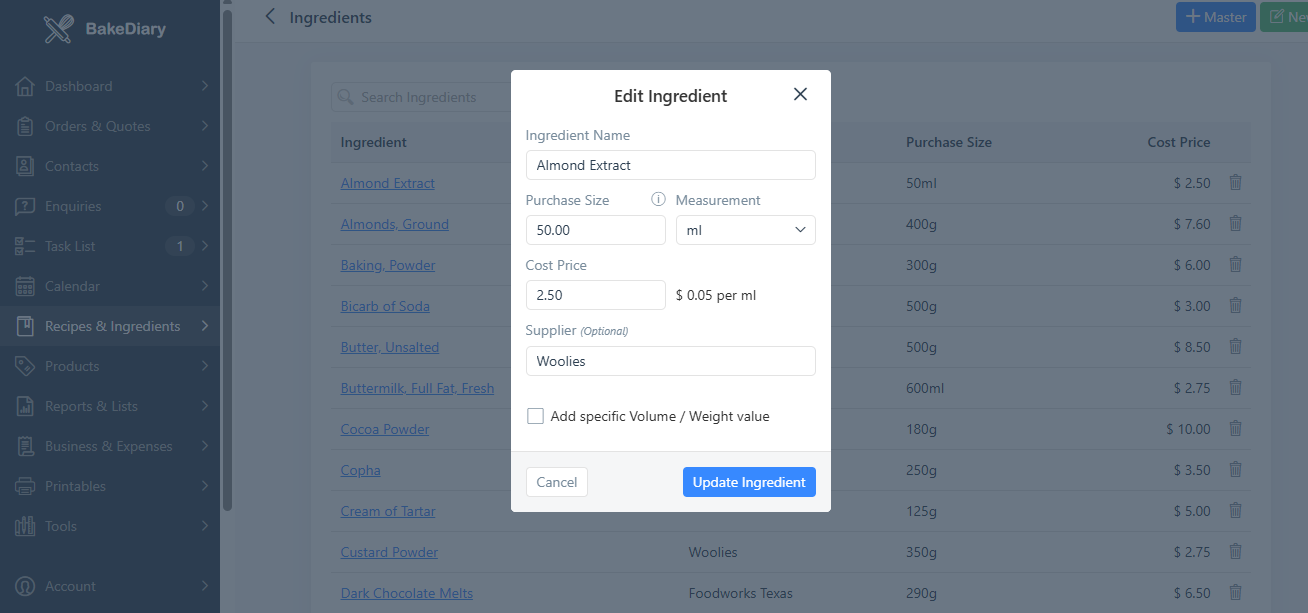 BakeDiary
Dashboard
Orders & Quotes
Contacts
Enquiries 0
Task List 1
Calendar
Recipes & Ingredients
Products
Reports & Lists
Business & Expenses
Printables
Tools
Account
Ingredients
Master
Search Ingredients
Ingredient Purchase Size Cost Price
Almond Extract 50ml $ 2.50
Almonds, Ground 400g $ 7.60
Baking, Powder 300g $ 6.00
Bicarb of Soda 500g $ 3.00
Butter, Unsalted 500g $ 8.50
Buttermilk, Full Fat, Fresh 600ml $ 2.75
Cocoa Powder 180g $ 10.00
Copha 250g $ 3.50
Cream of Tartar 125g $ 5.00
Custard Powder Woolies 350g $ 2.75
Dark Chocolate Melts Foodworks Texas 290g $ 6.50
Edit Ingredient
Ingredient Name
Almond Extract
Purchase Size Measurement
50.00 ml
Cost Price
2.50 $ 0.05 per ml
Supplier (Optional)
Woolies
Add specific Volume / Weight value
Cancel Update Ingredient